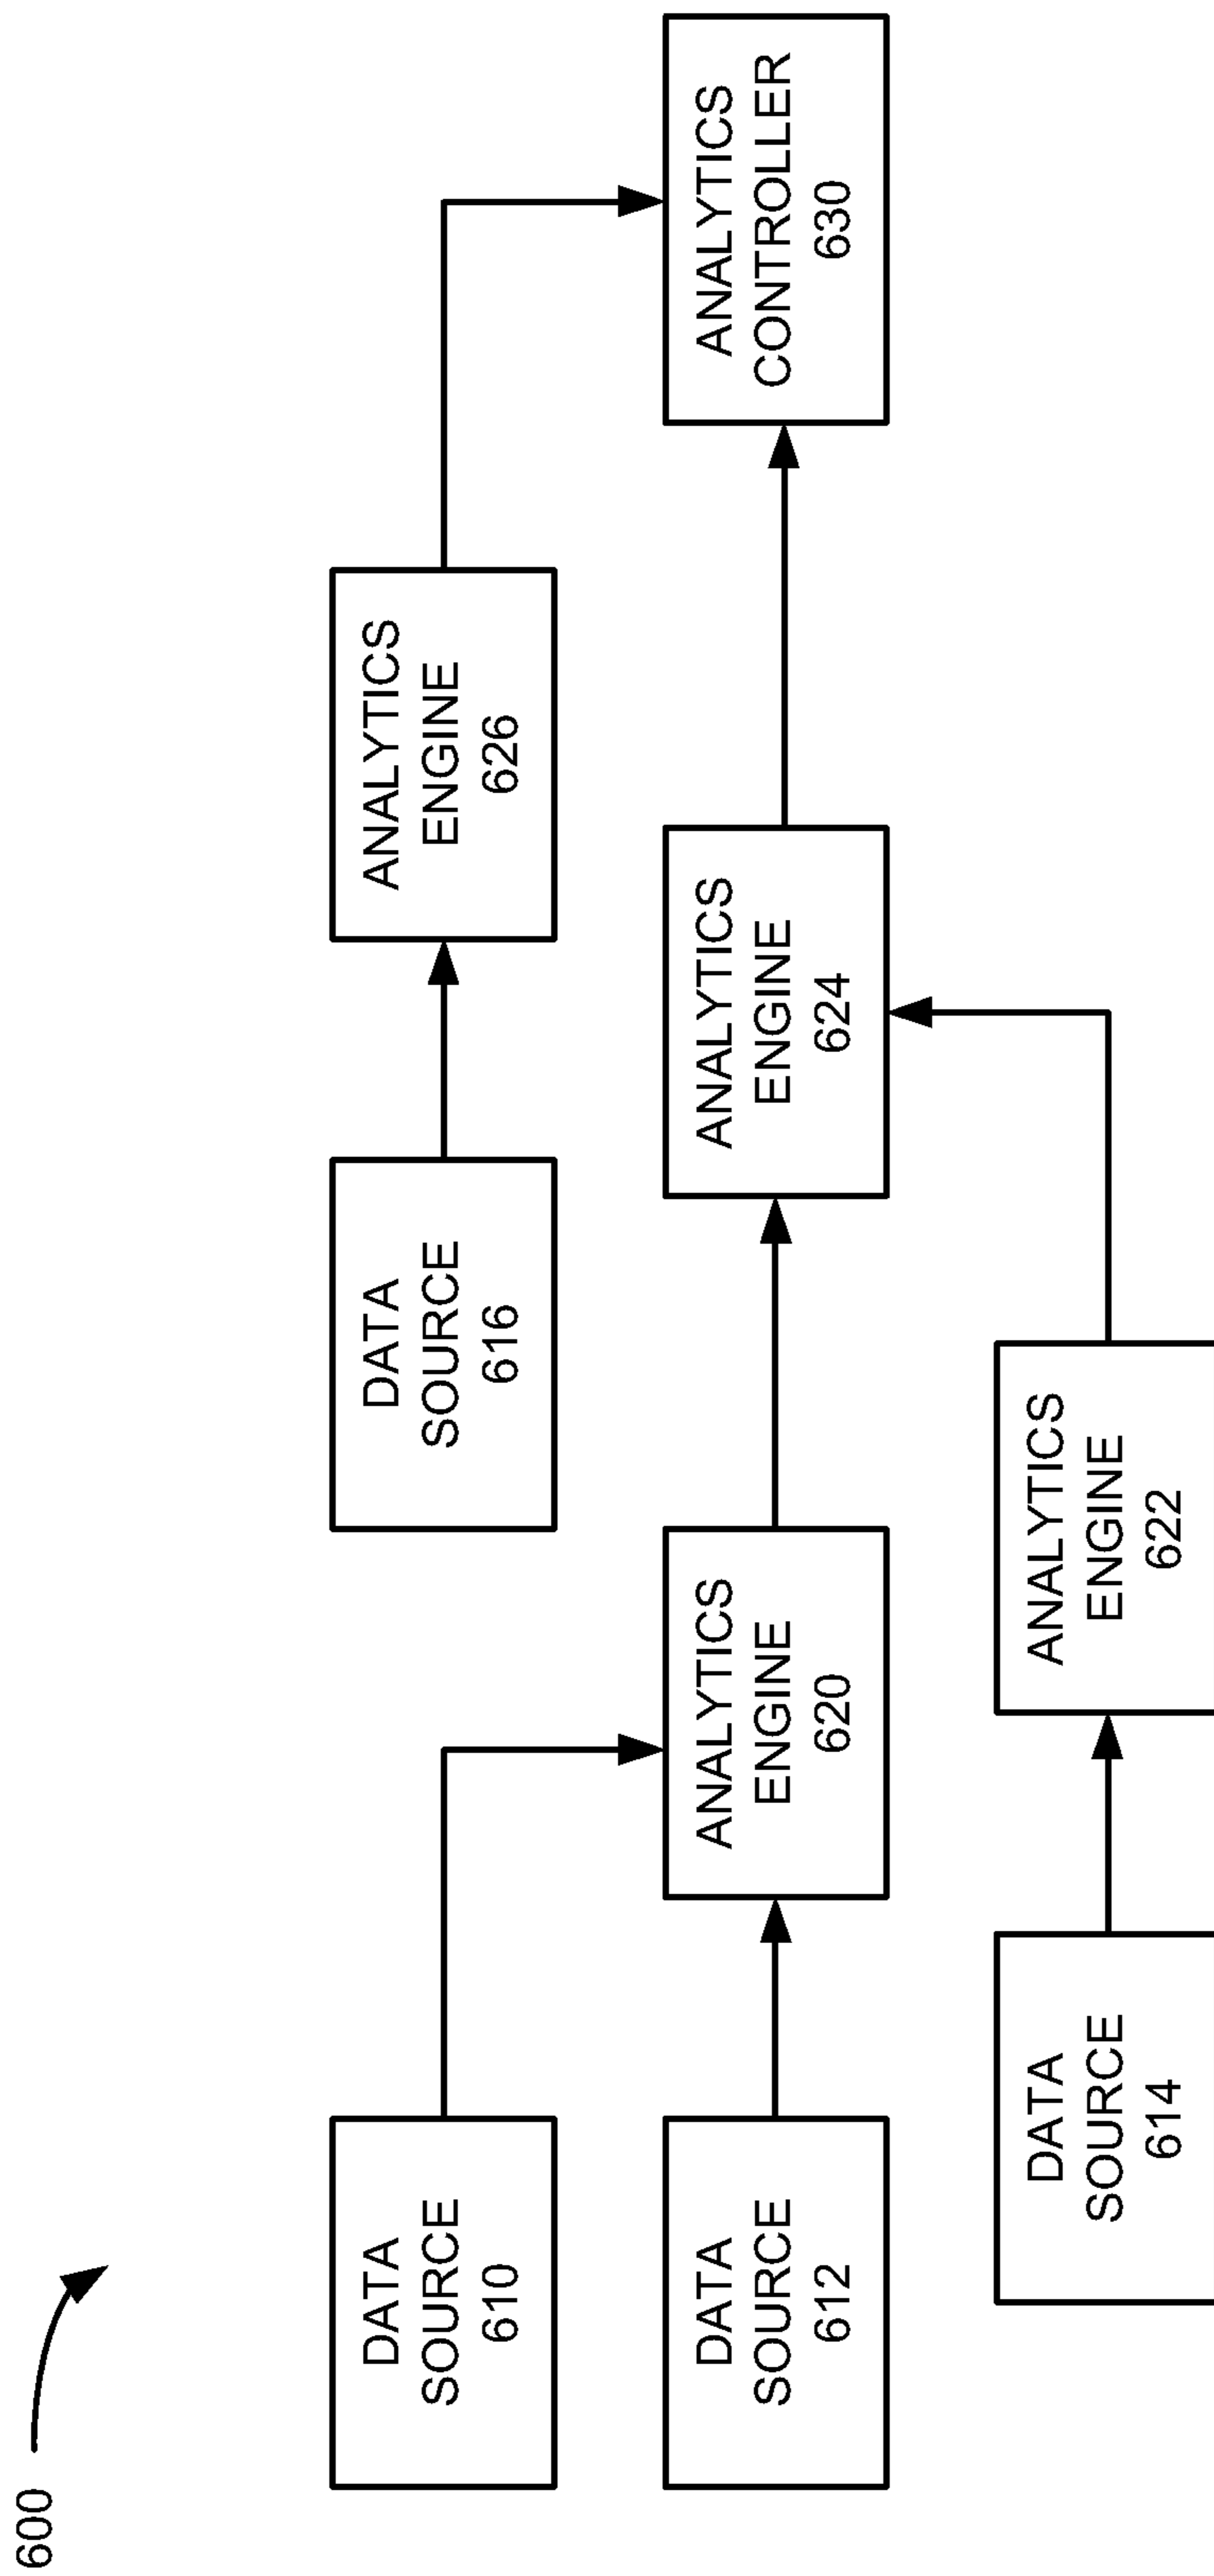 600
DATA
SOURCE
610
DATA
SOURCE
616
ANALYTICS
ENGINE
626
DATA
SOURCE
612
ANALYTICS
ENGINE
620
ANALYTICS
ENGINE
624
ANALYTICS
CONTROLLER
630
DATA
SOURCE
614
ANALYTICS
ENGINE
622